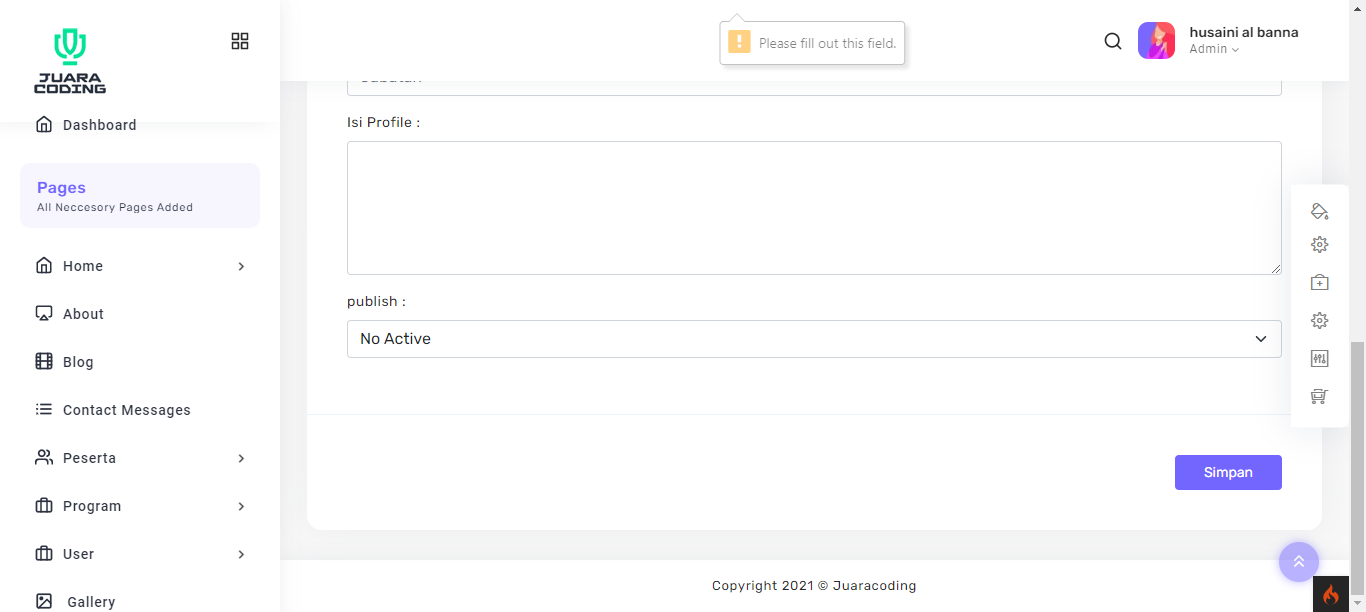 JUARA
CODING
Dashboard
Pages
All Neccesory Pages Added
Home
About
Blog
Contact Messages
Peserta
Program
User
Gallery
Please fill out this field.
husaini al banna
Admin
Isi Profile :
publish :
No Active
Simpan
Copyright 2021 © Juaracoding